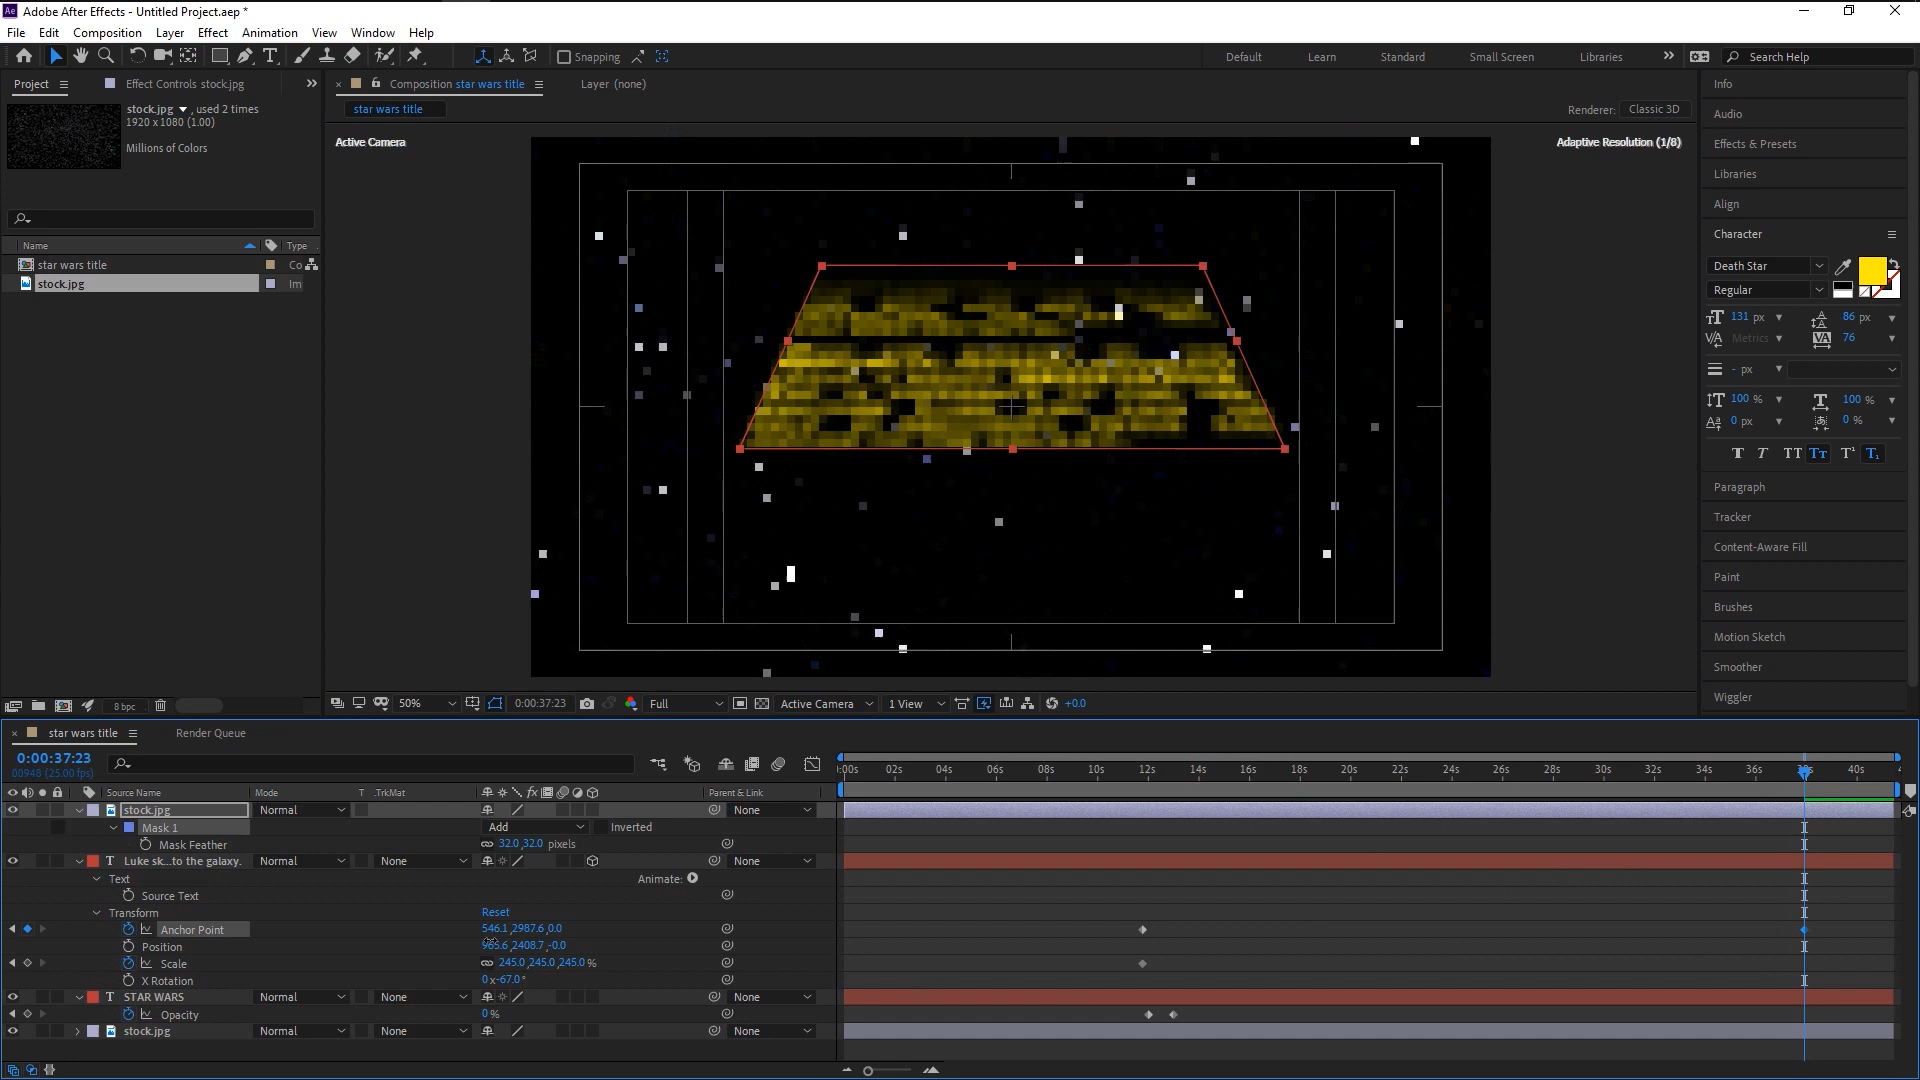 Ae Adobe After Effects - Untitled Project.aep *
File Edit Composition Layer Effect Animation View Window Help
Snapping
Default Learn Standard Small Screen Libraries
Search Help
Project
Effect Controls stock.jpg
stock.jpg , used 2 times
1920 x 1080 (1.00)
Millions of Colors
Name Type
star wars title Co
stock.jpg Im
8 bpc
Composition star wars title
Layer (none)
star wars title
Renderer: Classic 3D
Active Camera
Adaptive Resolution (1/8)
50% 0:00:37:23 Full Active Camera 1 View +0.0
Info
Audio
Effects & Presets
Libraries
Align
Character
Death Star
Regular
131 px 86 px
Metrics 76
- px
100 % 100 %
0 px 0 %
T T TT Tт T¹ T₁
Paragraph
Tracker
Content-Aware Fill
Paint
Brushes
Motion Sketch
Smoother
Wiggler
star wars title
Render Queue
0:00:37:23
00948 (25.00 fps)
:00s 02s 04s 06s 08s 10s 12s 14s 16s 18s 20s 22s 24s 26s 28s 30s 32s 34s 36s 38s 40s 4
Source Name Mode T .TrkMat Parent & Link
stock.jpg Normal None
Mask 1 Add Inverted
Mask Feather 32.0,32.0 pixels
T Luke sk...to the galaxy. Normal None None
Text Animate:
Source Text
Transform Reset
Anchor Point 546.1,2987.6,0.0
Position 2408.7,-0.0
Scale 245.0,245.0,245.0 %
X Rotation 0 x-67.0 °
T STAR WARS Normal None None
Opacity 0 %
stock.jpg Normal None None